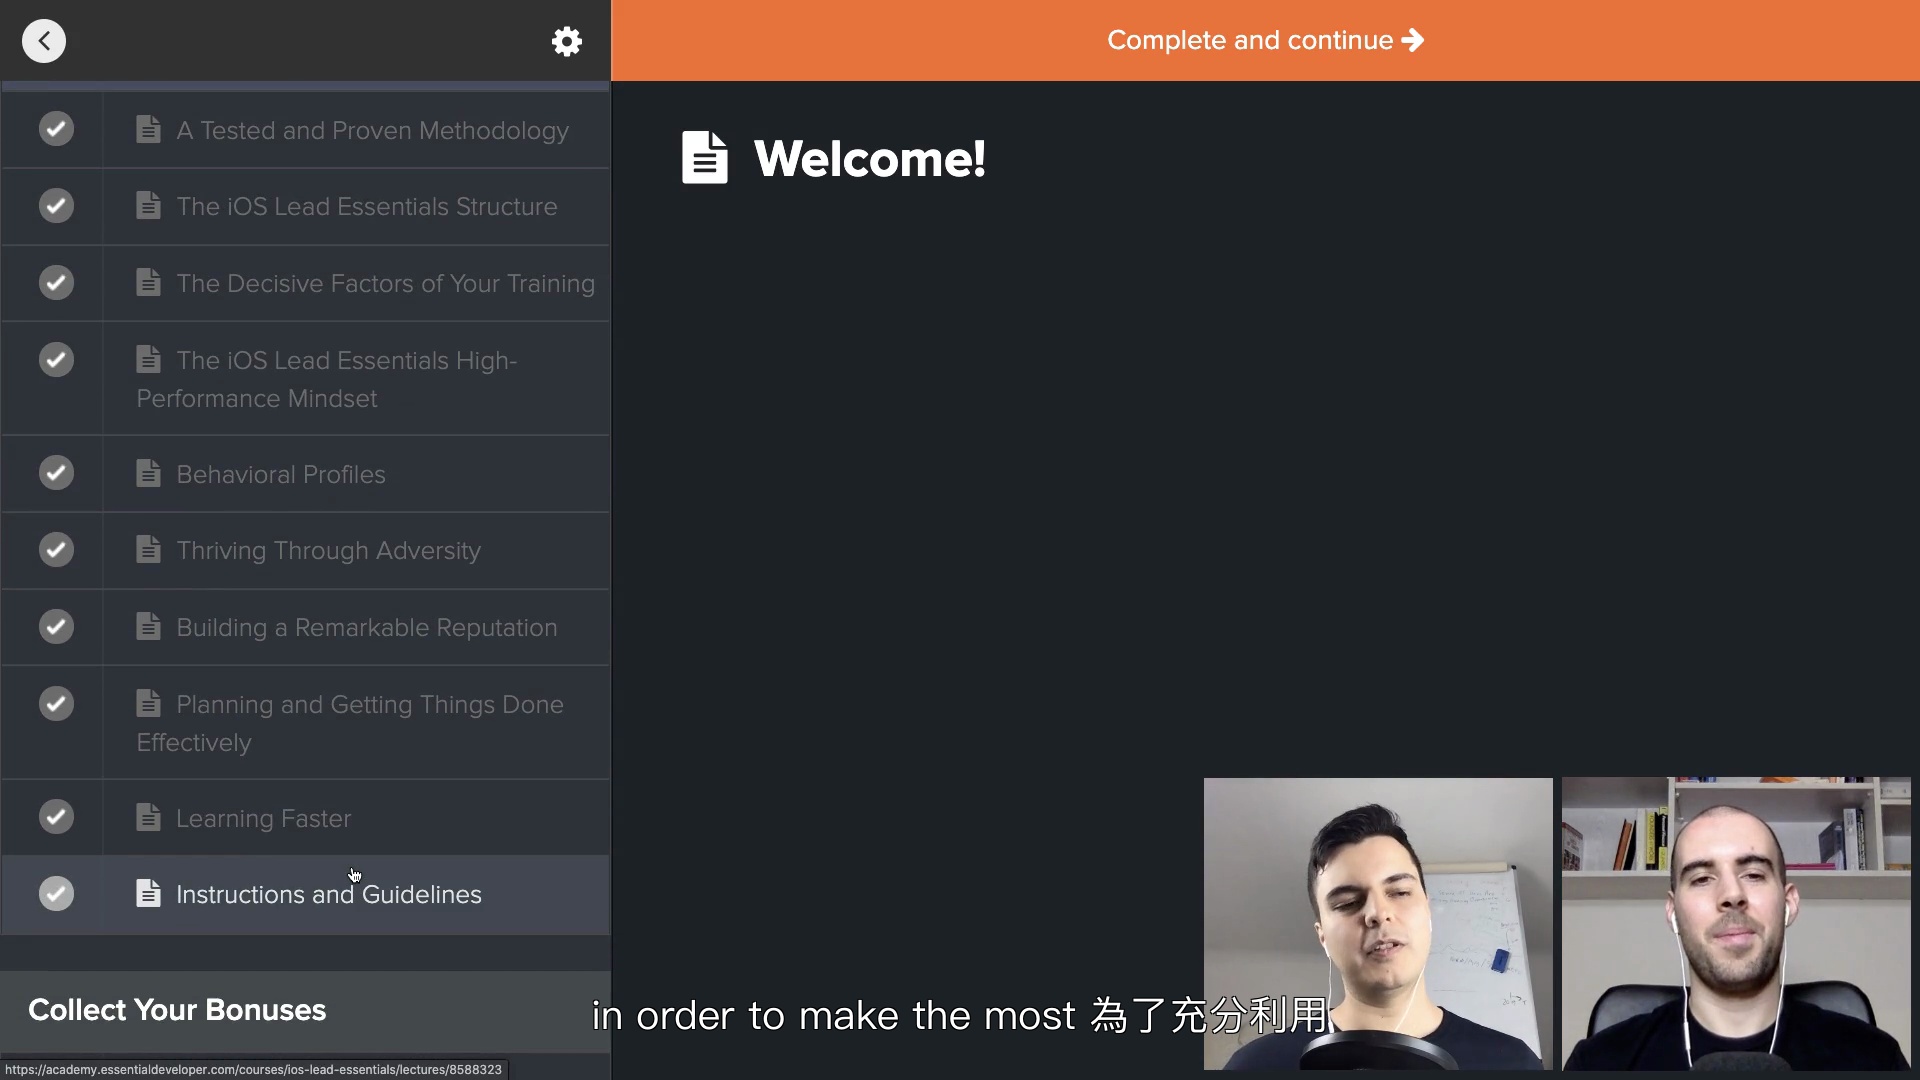 Complete and continue
A Tested and Proven Methodology
The iOS Lead Essentials Structure
The Decisive Factors of Your Training
The iOS Lead Essentials High-
Performance Mindset
Behavioral Profiles
Thriving Through Adversity
Building a Remarkable Reputation
Planning and Getting Things Done
Effectively
Learning Faster
Instructions and Guidelines
Collect Your Bonuses
https://academy.essentialdeveloper.com/courses/ios-lead-essentials/lectures/8588323
Welcome!
in order to make the most 為了充分利用